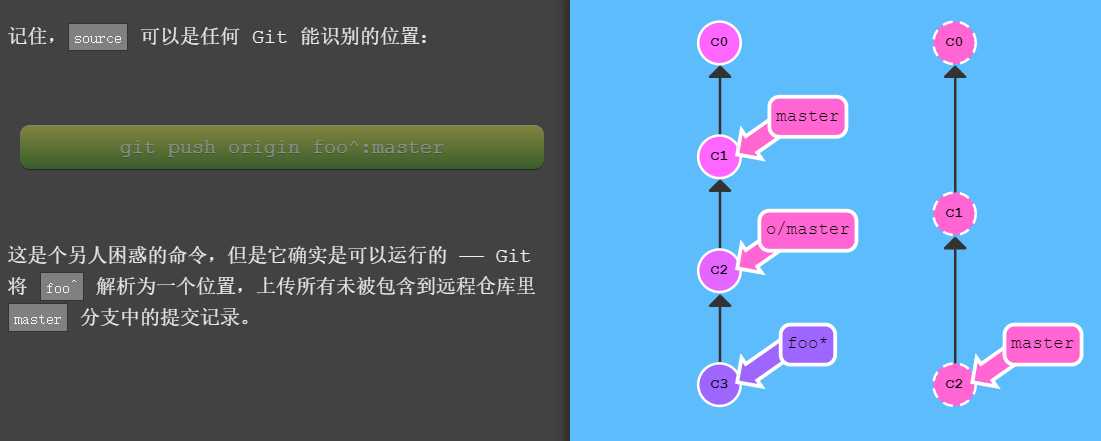 记住，source 可以是任何 Git 能识别的位置：
git push origin foo^:master
这是个另人困惑的命令，但是它确实是可以运行的 —— Git
将 foo^ 解析为一个位置，上传所有未被包含到远程仓库里
master 分支中的提交记录。
C0
master
C1
o/master
C2
foo*
C3
C0
C1
master
C2